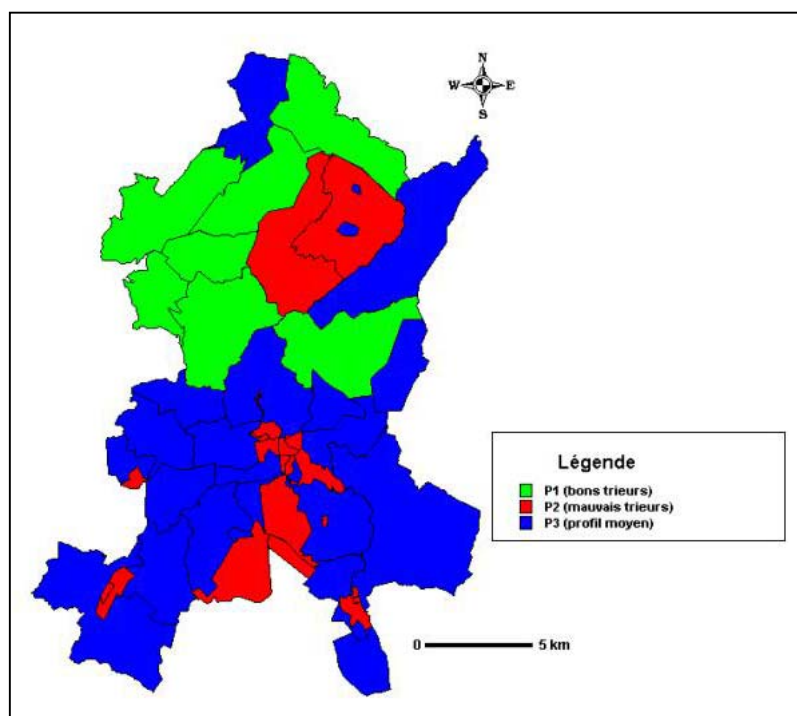 N
W E
S
Légende
P1 (bons trieurs)
P2 (mauvais trieurs)
P3 (profil moyen)
0 5 km